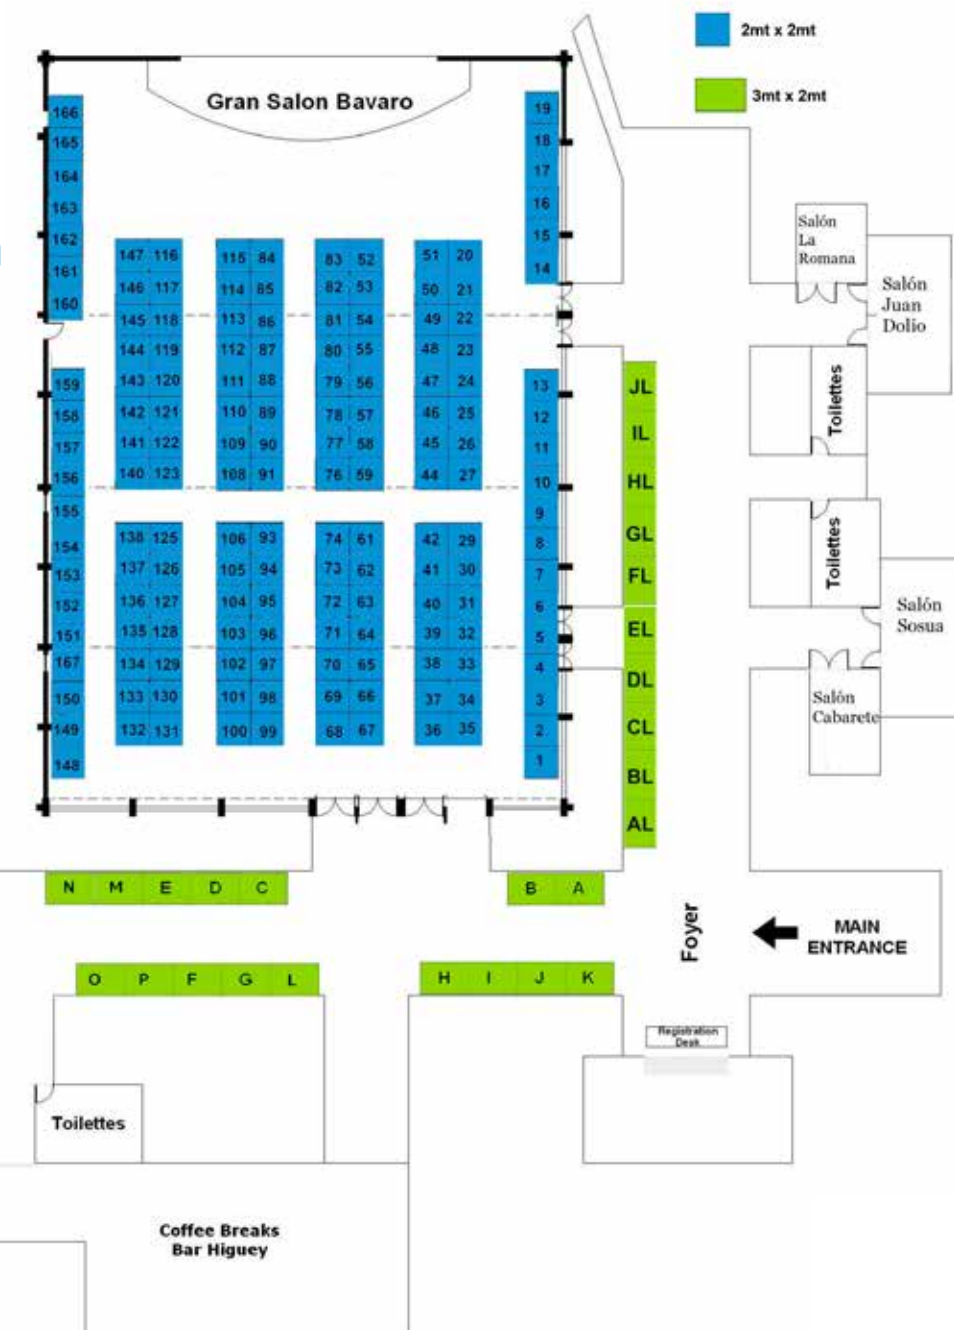 2mt x 2mt
3mt x 2mt
Gran Salon Bavaro
166
165
164
163
162
161
160
159
158
157
156
155
154
153
152
151
167
150
149
148
147 116
146 117
145 118
144 119
143 120
142 121
141 122
140 123
138 125
137 126
136 127
135 128
134 129
133 130
132 131
115 84
114 85
113 86
112 87
111 88
110 89
109 90
108 91
106 93
105 94
104 95
103 96
102 97
101 98
100 99
83 52
82 53
81 54
80 55
79 56
78 57
77 58
76 59
74 61
73 62
72 63
71 64
70 65
69 66
68 67
51 20
50 21
49 22
48 23
47 24
46 25
45 26
44 27
42 29
41 30
40 31
39 32
38 33
37 34
36 35
19
18
17
16
15
14
13
12
11
10
9
8
7
6
5
4
3
2
1
JL
IL
HL
GL
FL
EL
DL
CL
BL
AL
Salón
La
Romana
Salón
Juan
Dolio
Toilettes
Toilettes
Salón
Sosua
Salón
Cabarete
N M E D C
B A
O P F G L
H I J K
Foyer
MAIN
ENTRANCE
Registration
Desk
Toilettes
Coffee Breaks
Bar Higuey